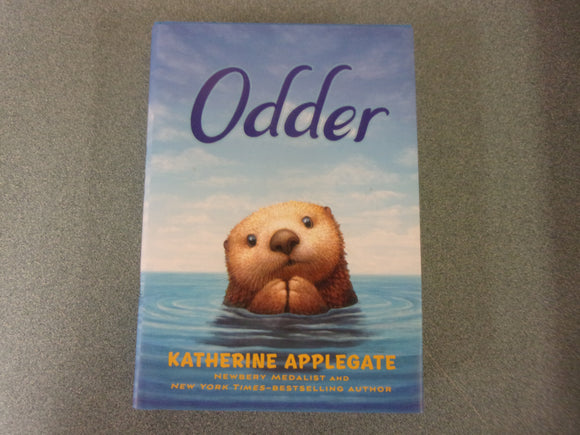 Odder
KATHERINE APPLEGATE
NEWBERY MEDALIST AND
NEW YORK TIMES–BESTSELLING AUTHOR